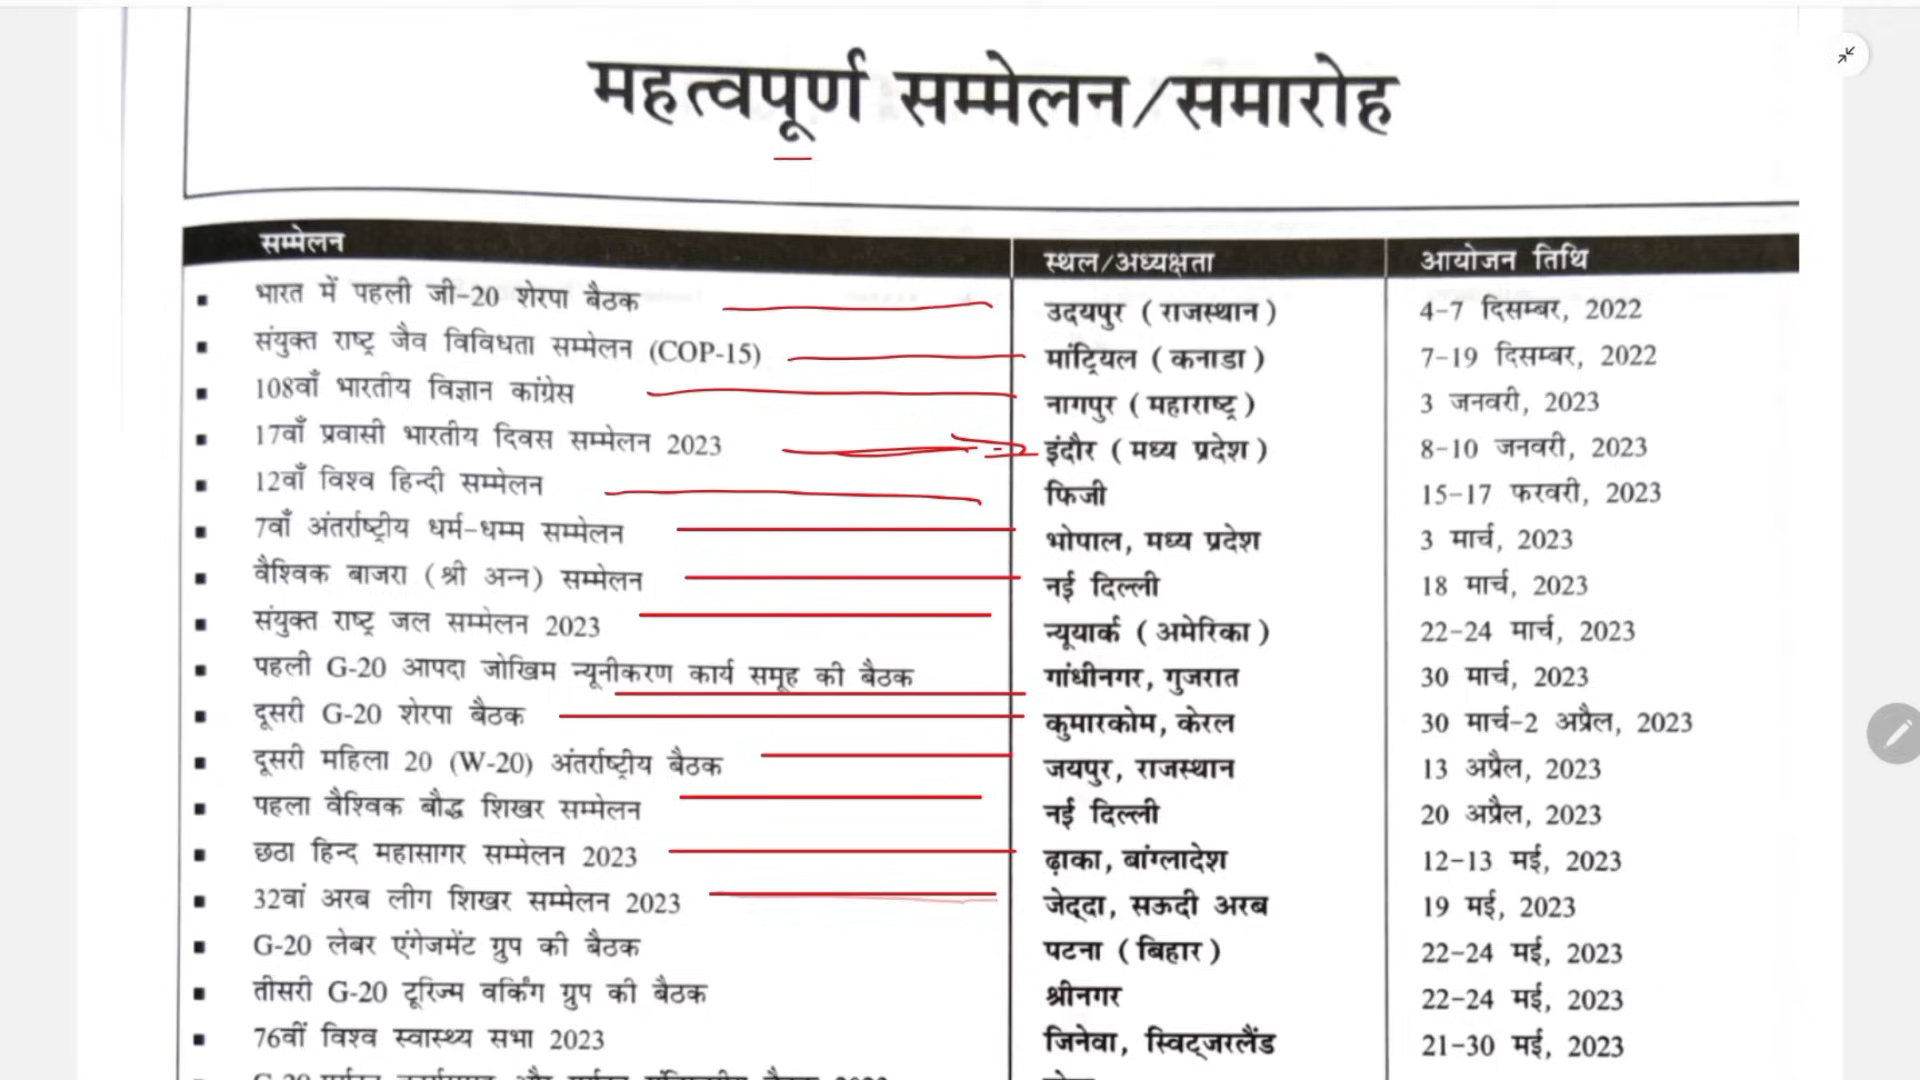 महत्वपूर्ण सम्मेलन/समारोह
सम्मेलन स्थल/अध्यक्षता आयोजन तिथि
▪ भारत में पहली जी-20 शेरपा बैठक उदयपुर (राजस्थान) 4-7 दिसम्बर, 2022
▪ संयुक्त राष्ट्र जैव विविधता सम्मेलन (COP-15) मांट्रियल (कनाडा) 7-19 दिसम्बर, 2022
▪ 108वाँ भारतीय विज्ञान कांग्रेस नागपुर (महाराष्ट्र) 3 जनवरी, 2023
▪ 17वाँ प्रवासी भारतीय दिवस सम्मेलन 2023 इंदौर (मध्य प्रदेश) 8-10 जनवरी, 2023
▪ 12वाँ विश्व हिन्दी सम्मेलन फिजी 15-17 फरवरी, 2023
▪ 7वाँ अंतर्राष्ट्रीय धर्म-धम्म सम्मेलन भोपाल, मध्य प्रदेश 3 मार्च, 2023
▪ वैश्विक बाजरा (श्री अन्न) सम्मेलन नई दिल्ली 18 मार्च, 2023
▪ संयुक्त राष्ट्र जल सम्मेलन 2023 न्यूयार्क (अमेरिका) 22-24 मार्च, 2023
▪ पहली G-20 आपदा जोखिम न्यूनीकरण कार्य समूह की बैठक गांधीनगर, गुजरात 30 मार्च, 2023
▪ दूसरी G-20 शेरपा बैठक कुमारकोम, केरल 30 मार्च-2 अप्रैल, 2023
▪ दूसरी महिला 20 (W-20) अंतर्राष्ट्रीय बैठक जयपुर, राजस्थान 13 अप्रैल, 2023
▪ पहला वैश्विक बौद्ध शिखर सम्मेलन नई दिल्ली 20 अप्रैल, 2023
▪ छठा हिन्द महासागर सम्मेलन 2023 ढ़ाका, बांग्लादेश 12-13 मई, 2023
▪ 32वां अरब लीग शिखर सम्मेलन 2023 जेद्दा, सऊदी अरब 19 मई, 2023
▪ G-20 लेबर एंगेजमेंट ग्रुप की बैठक पटना (बिहार) 22-24 मई, 2023
▪ तीसरी G-20 टूरिज्म वर्किंग ग्रुप की बैठक श्रीनगर 22-24 मई, 2023
▪ 76वीं विश्व स्वास्थ्य सभा 2023 जिनेवा, स्विट्जरलैंड 21-30 मई, 2023